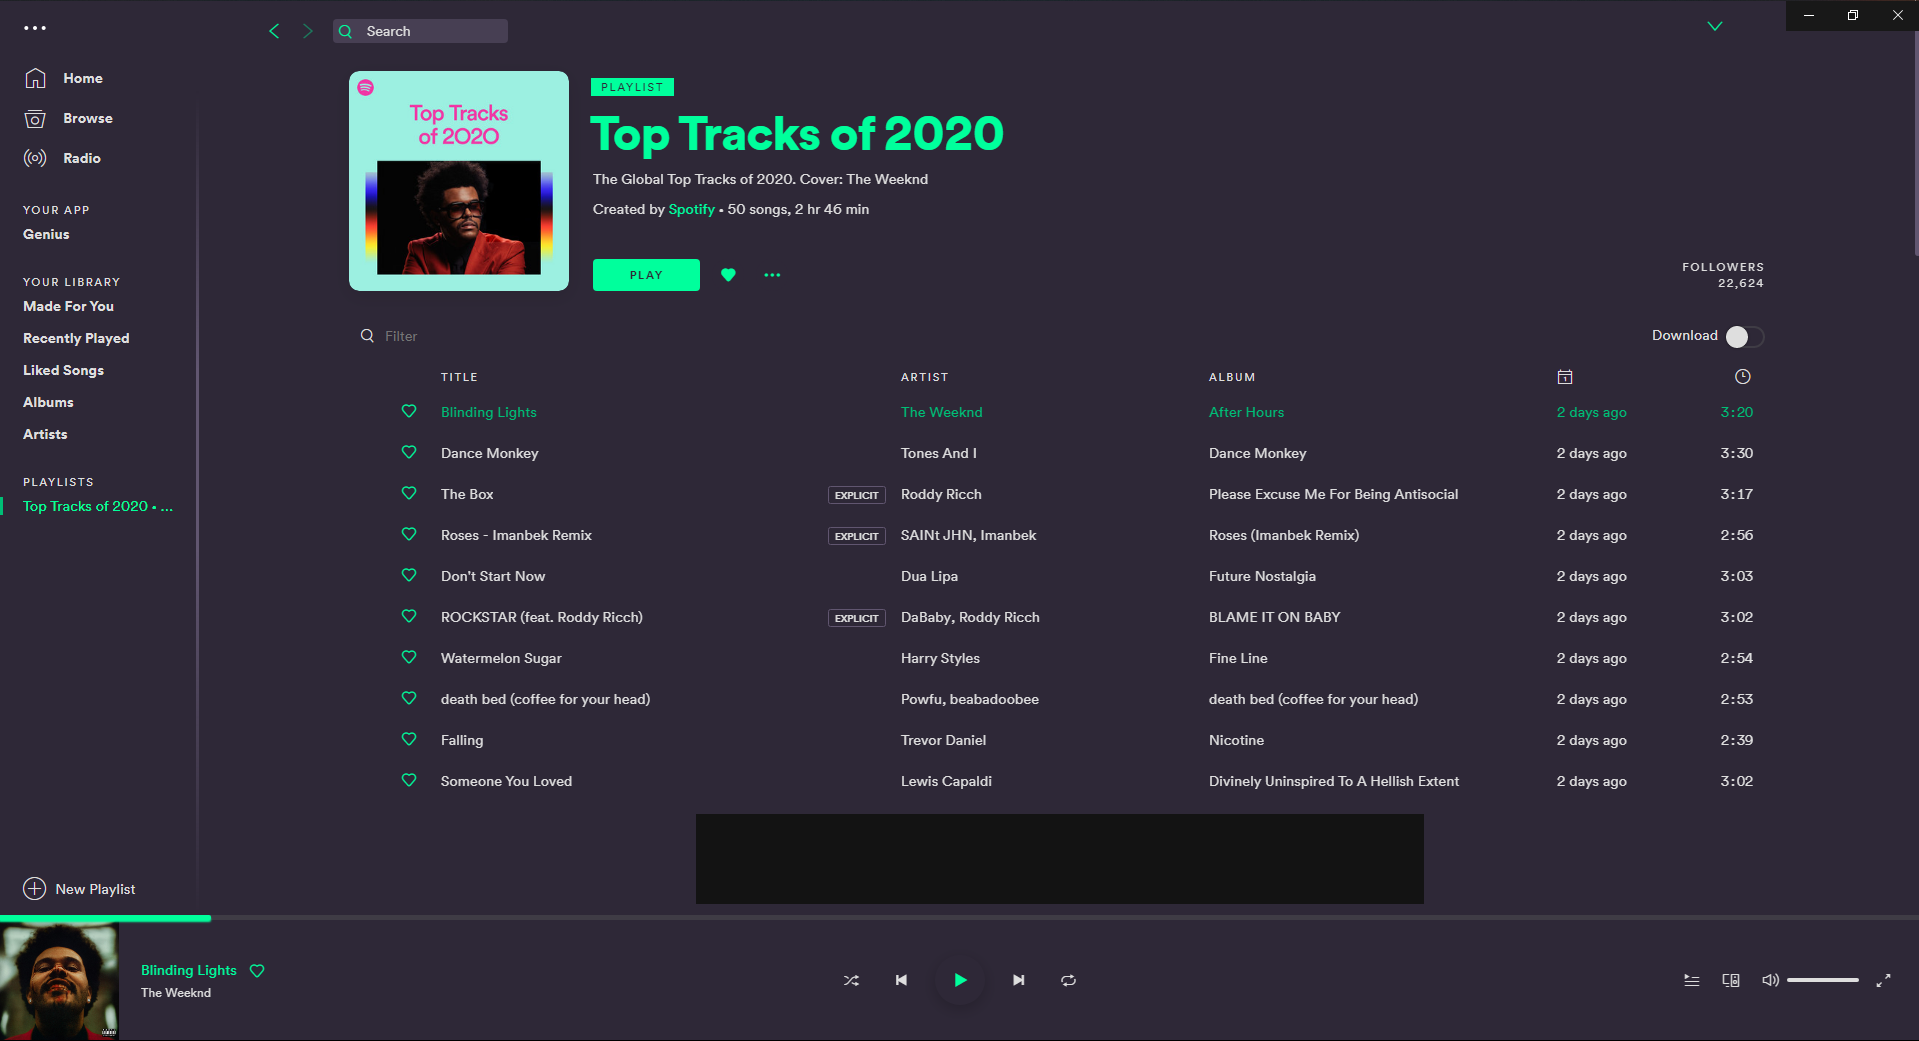 Search
Home
Browse
Radio
YOUR APP
Genius
YOUR LIBRARY
Made For You
Recently Played
Liked Songs
Albums
Artists
PLAYLISTS
Top Tracks of 2020 • ...
New Playlist
Top Tracks
of 2020
PLAYLIST
Top Tracks of 2020
The Global Top Tracks of 2020. Cover: The Weeknd
Created by Spotify • 50 songs, 2 hr 46 min
PLAY
FOLLOWERS
22,624
Filter
Download
TITLE ARTIST ALBUM 1
Blinding Lights The Weeknd After Hours 2 days ago 3:20
Dance Monkey Tones And I Dance Monkey 2 days ago 3:30
The Box EXPLICIT Roddy Ricch Please Excuse Me For Being Antisocial 2 days ago 3:17
Roses - Imanbek Remix EXPLICIT SAINt JHN, Imanbek Roses (Imanbek Remix) 2 days ago 2:56
Don't Start Now Dua Lipa Future Nostalgia 2 days ago 3:03
ROCKSTAR (feat. Roddy Ricch) EXPLICIT DaBaby, Roddy Ricch BLAME IT ON BABY 2 days ago 3:02
Watermelon Sugar Harry Styles Fine Line 2 days ago 2:54
death bed (coffee for your head) Powfu, beabadoobee death bed (coffee for your head) 2 days ago 2:53
Falling Trevor Daniel Nicotine 2 days ago 2:39
Someone You Loved Lewis Capaldi Divinely Uninspired To A Hellish Extent 2 days ago 3:02
Blinding Lights
The Weeknd